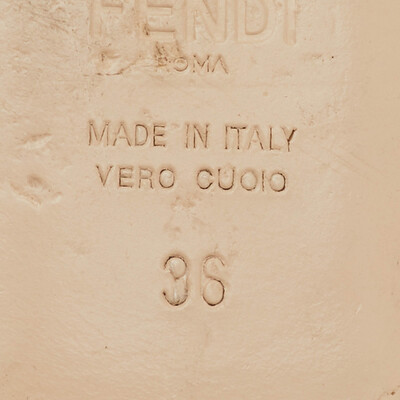 FENDI
ROMA
MADE IN ITALY
VERO CUOIO
36